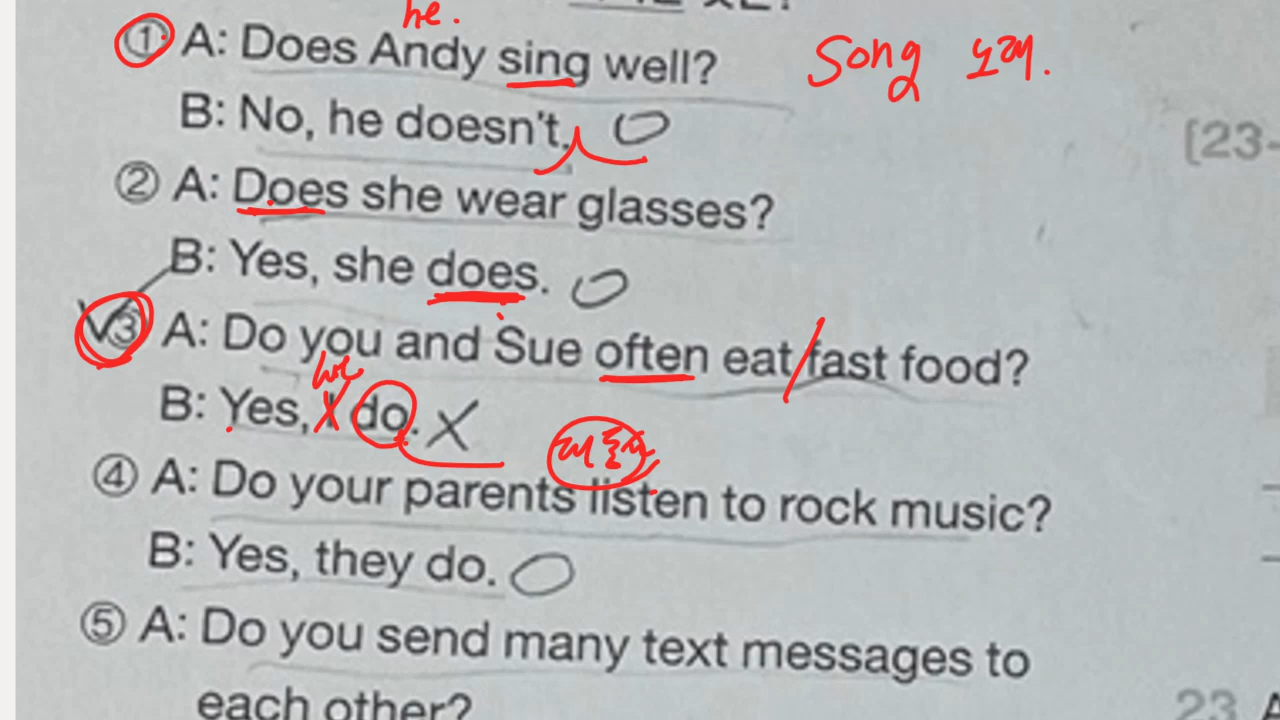 he.
① A: Does Andy sing well? Song 노래.
B: No, he doesn't.
② A: Does she wear glasses?
B: Yes, she does.
③ A: Do you and Sue often eat fast food?
we
B: Yes, I do.
④ A: Do your parents listen to rock music?
B: Yes, they do.
⑤ A: Do you send many text messages to
each other?
[23-
23